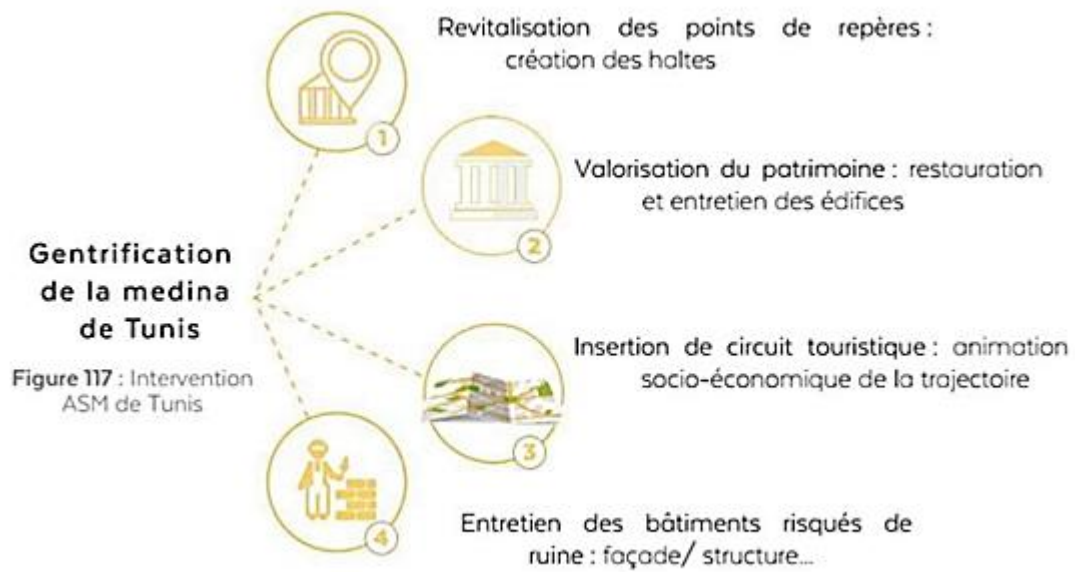 Revitalisation des points de repères :
création des haltes
1
Valorisation du patrimoine : restauration
et entretien des édifices
2
Gentrification
de la medina
de Tunis
Figure 117 : Intervention
ASM de Tunis
Insertion de circuit touristique : animation
socio-économique de la trajectoire
3
4
Entretien des bâtiments risqués de
ruine : façade/ structure...